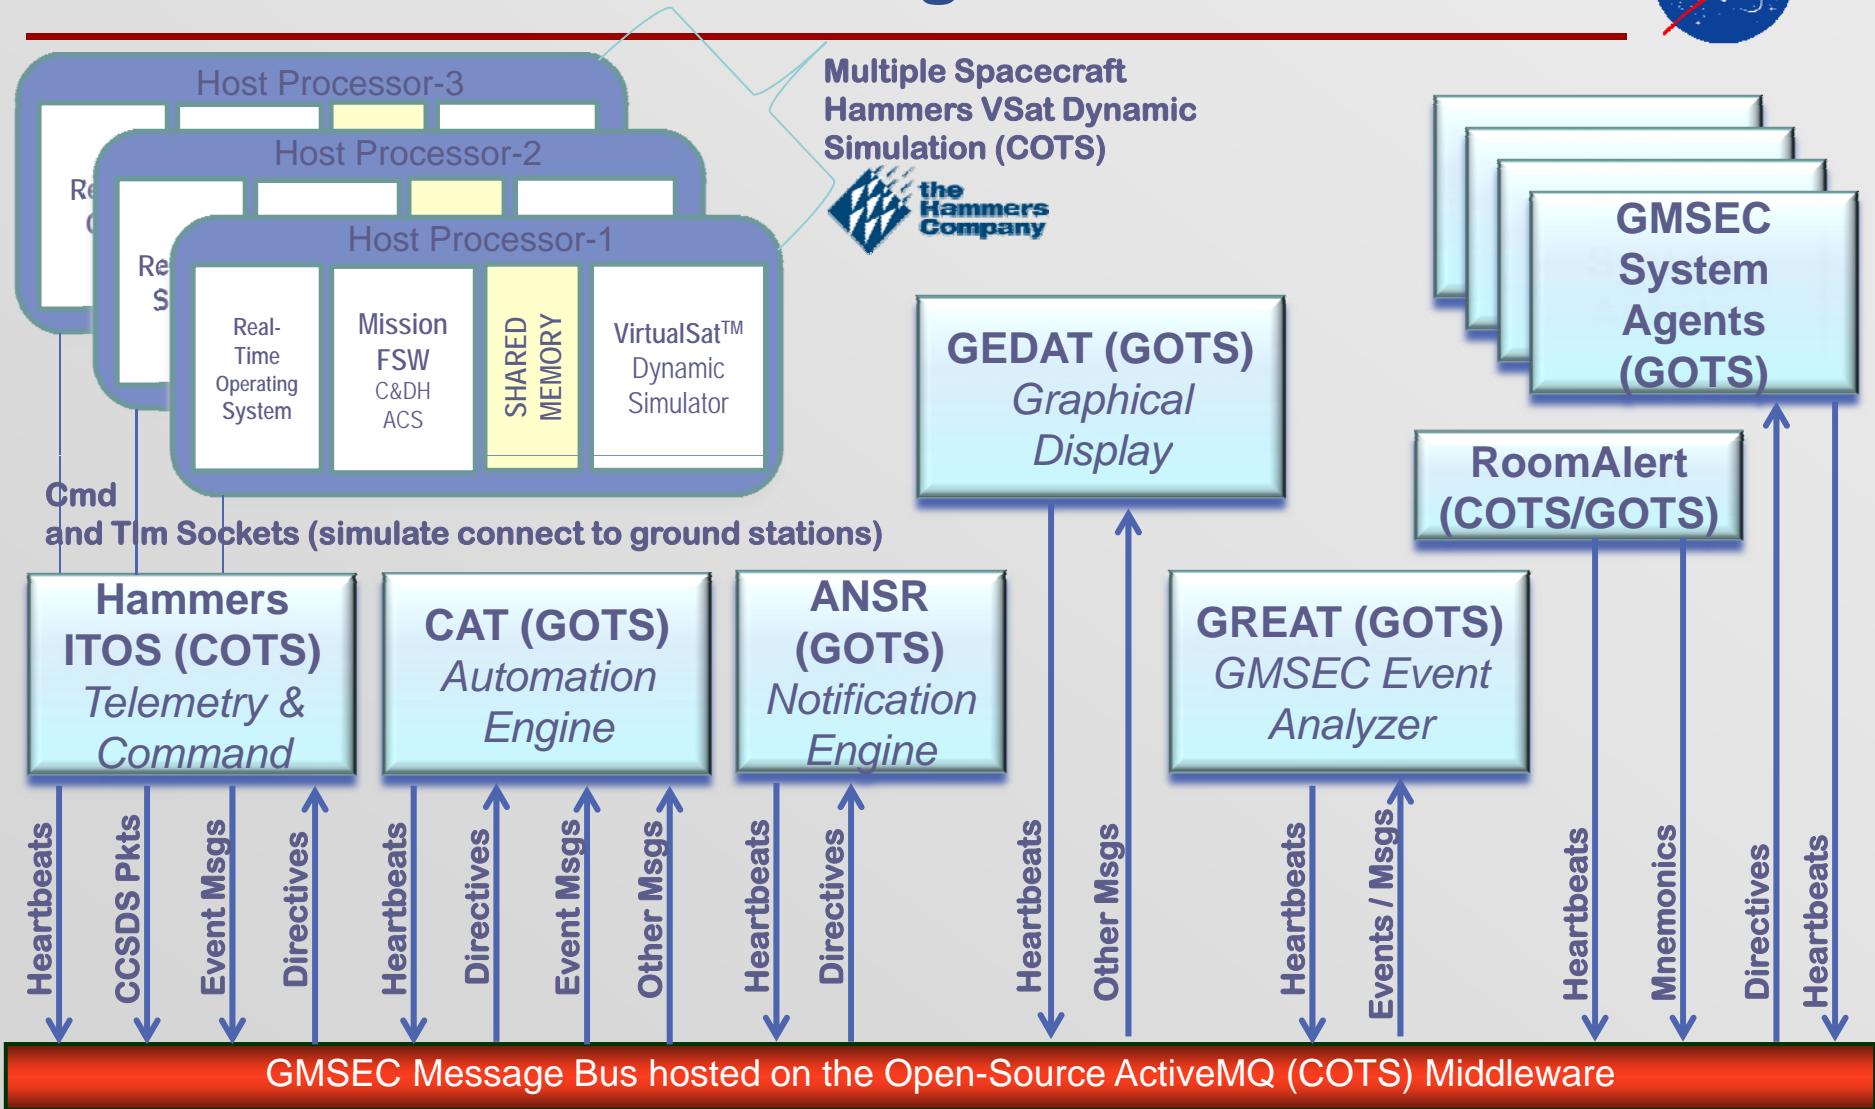 Host Processor-3
Host Processor-2
Host Processor-1
Re
Re
S
Real-
Time
Operating
System
Mission
FSW
C&DH
ACS
SHARED
MEMORY
VirtualSat™
Dynamic
Simulator
Multiple Spacecraft
Hammers VSat Dynamic
Simulation (COTS)
the
Hammers
Company
GMSEC
System
Agents
(GOTS)
GEDAT (GOTS)
Graphical
Display
RoomAlert
(COTS/GOTS)
Cmd
and Tlm Sockets (simulate connect to ground stations)
Hammers
ITOS (COTS)
Telemetry &
Command
CAT (GOTS)
Automation
Engine
ANSR
(GOTS)
Notification
Engine
GREAT (GOTS)
GMSEC Event
Analyzer
Heartbeats
CCSDS Pkts
Event Msgs
Directives
Heartbeats
Directives
Event Msgs
Other Msgs
Heartbeats
Directives
Heartbeats
Other Msgs
Heartbeats
Events / Msgs
Heartbeats
Mnemonics
Directives
Heartbeats
GMSEC Message Bus hosted on the Open-Source ActiveMQ (COTS) Middleware